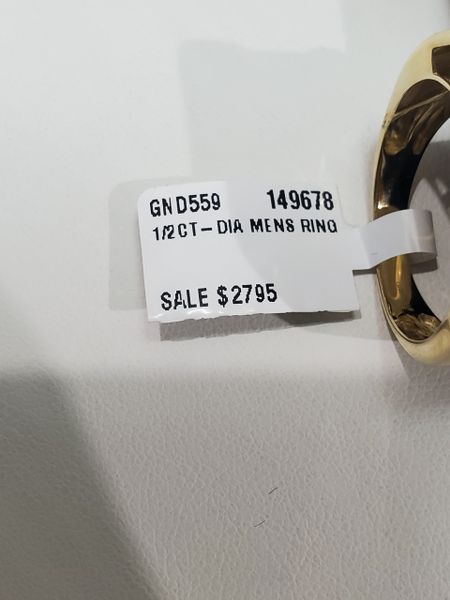 GND559 149678
1/2CT-DIA MENS RING
SALE $2795